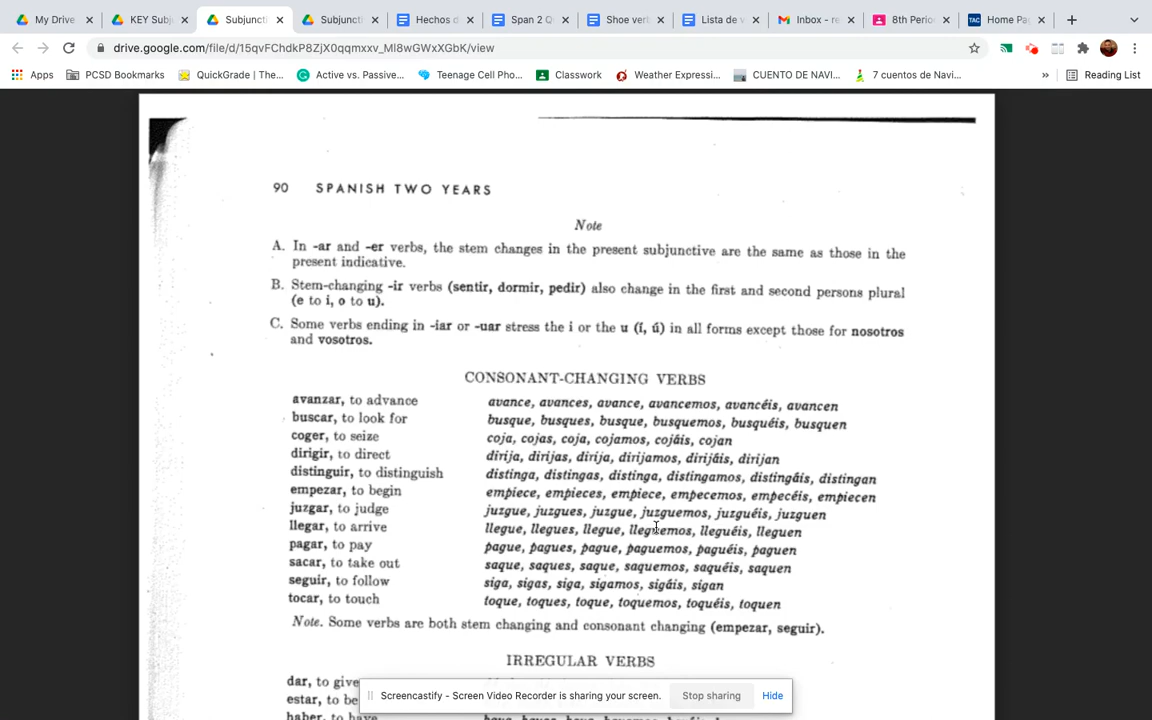 My Drive
KEY Subj
Subjuncti
Subjuncti
Hechos d
Span 2 Q
Shoe ver
Lista de v
Inbox - re
8th Perio
Home Pa
drive.google.com/file/d/15qvFChdkP8ZjX0qqmxxv_Ml8wGWxXGbK/view
Apps
PCSD Bookmarks
QuickGrade | The...
Active vs. Passive...
Teenage Cell Pho...
Classwork
Weather Expressi...
CUENTO DE NAVI...
7 cuentos de Navi...
»
Reading List
90 SPANISH TWO YEARS
Note
A. In -ar and -er verbs, the stem changes in the present subjunctive are the same as those in the
present indicative.
B. Stem-changing -ir verbs (sentir, dormir, pedir) also change in the first and second persons plural
(e to i, o to u).
C. Some verbs ending in -iar or -uar stress the i or the u (í, ú) in all forms except those for nosotros
and vosotros.
CONSONANT-CHANGING VERBS
avanzar, to advance avance, avances, avance, avancemos, avancéis, avancen
buscar, to look for busque, busques, busque, busquemos, busquéis, busquen
coger, to seize coja, cojas, coja, cojamos, cojáis, cojan
dirigir, to direct dirija, dirijas, dirija, dirijamos, dirijáis, dirijan
distinguir, to distinguish distinga, distingas, distinga, distingamos, distingáis, distingan
empezar, to begin empiece, empieces, empiece, empecemos, empecéis, empiecen
juzgar, to judge juzgue, juzgues, juzgue, juzguemos, juzguéis, juzguen
llegar, to arrive llegue, llegues, llegue, lleguemos, lleguéis, lleguen
pagar, to pay pague, pagues, pague, paguemos, paguéis, paguen
sacar, to take out saque, saques, saque, saquemos, saquéis, saquen
seguir, to follow siga, sigas, siga, sigamos, sigáis, sigan
tocar, to touch toque, toques, toque, toquemos, toquéis, toquen
Note. Some verbs are both stem changing and consonant changing (empezar, seguir).
IRREGULAR VERBS
dar, to give
estar, to be
haber, to have
Screencastify - Screen Video Recorder is sharing your screen.
Stop sharing
Hide